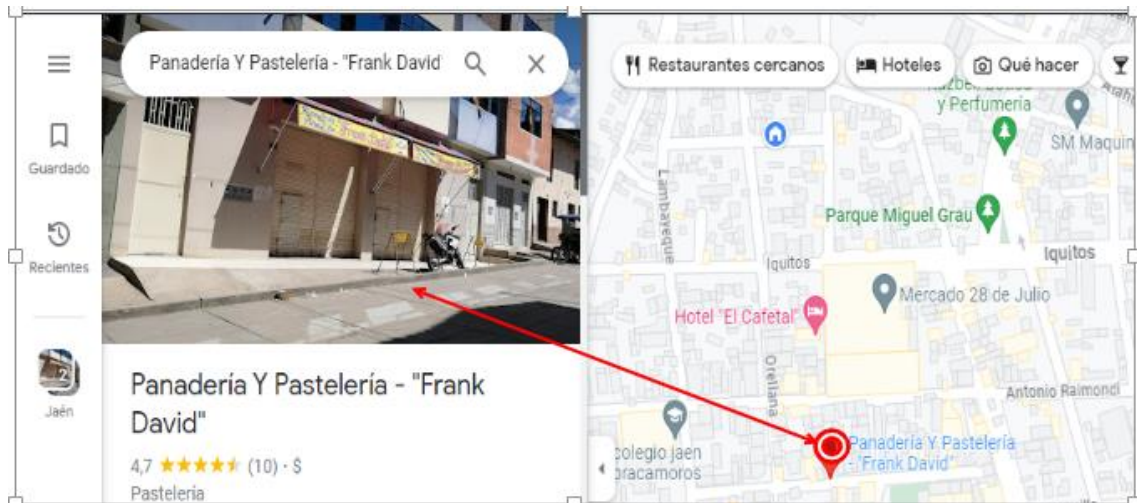 Panadería Y Pastelería - "Frank David
Guardado
Recientes
2
Jaén
Panadería Y Pastelería - "Frank
David"
4,7 (10) · $
Pastelería
Restaurantes cercanos
Hoteles
Qué hacer
y Perfumería
SM Maquin
Lambayeque
Parque Miguel Grau
Iquitos
Iquitos
Mercado 28 de Julio
Hotel "El Cafetal"
Orellana
Antonio Raimondi
colegio jaen
bracamoros
Panadería Y Pastelería
- "Frank David"